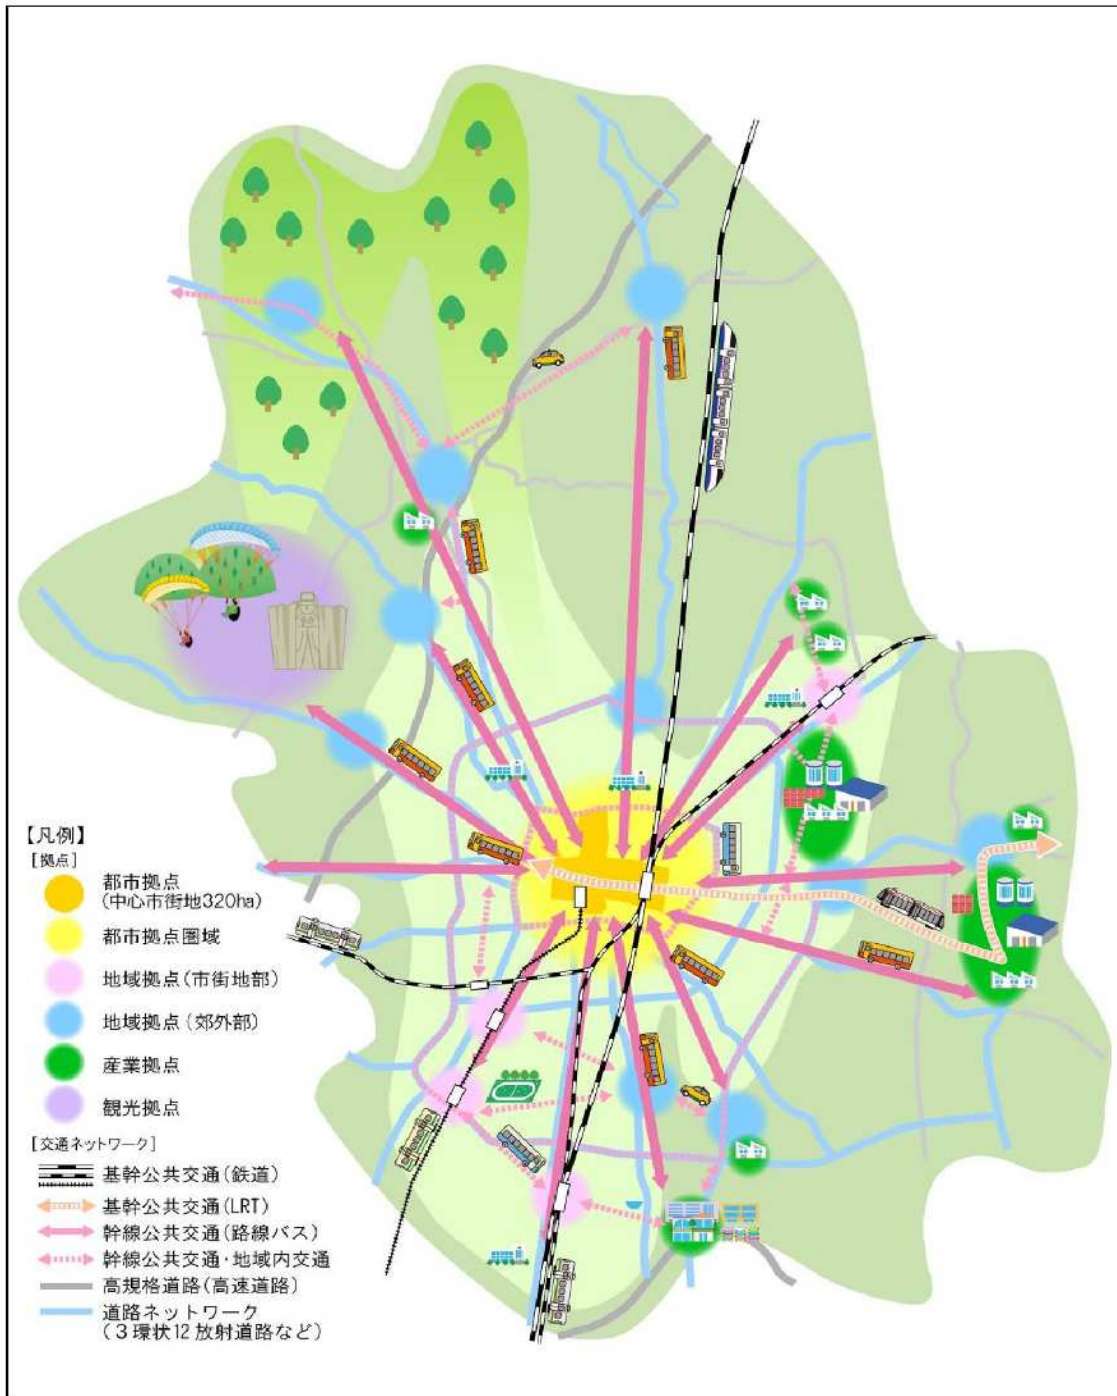 【凡例】
[拠点]
都市拠点
(中心市街地320ha)
都市拠点圏域
地域拠点(市街地部)
地域拠点(郊外部)
産業拠点
観光拠点
[交通ネットワーク]
基幹公共交通(鉄道)
基幹公共交通(LRT)
幹線公共交通(路線バス)
幹線公共交通・地域内交通
高規格道路(高速道路)
道路ネットワーク
(3環状12放射道路など)